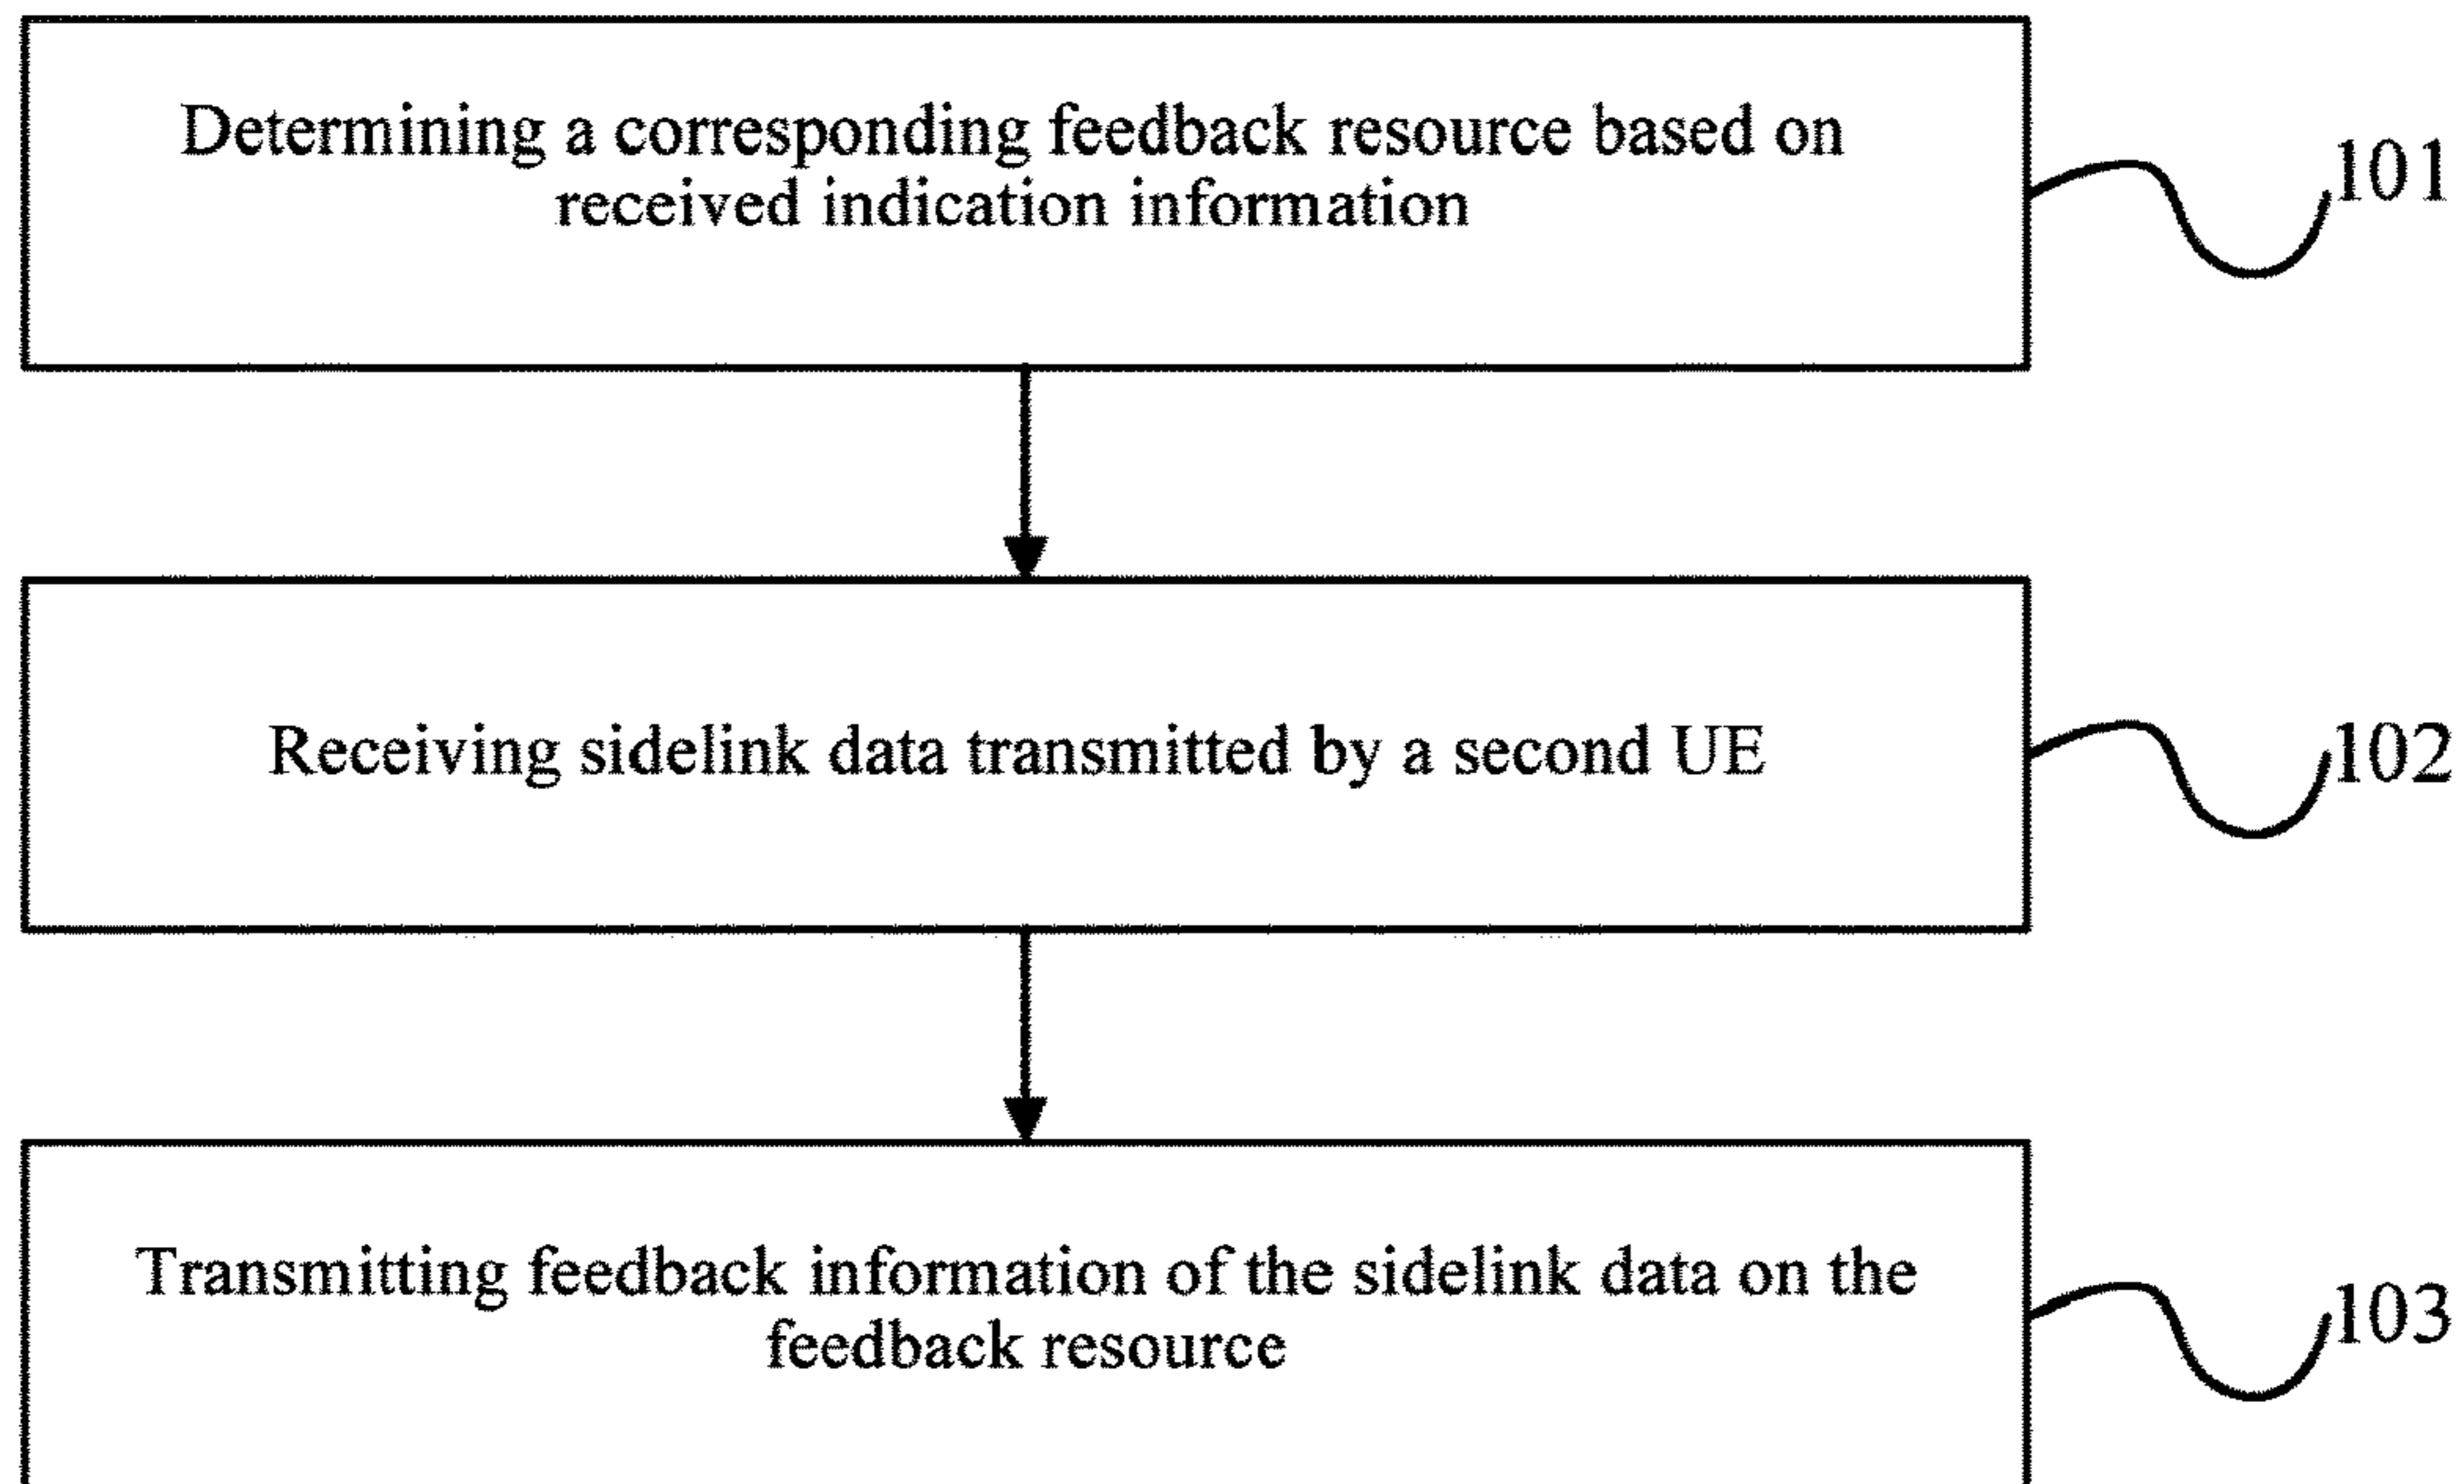 Determining a corresponding feedback resource based on
received indication information
101
Receiving sidelink data transmitted by a second UE
102
Transmitting feedback information of the sidelink data on the
feedback resource
103